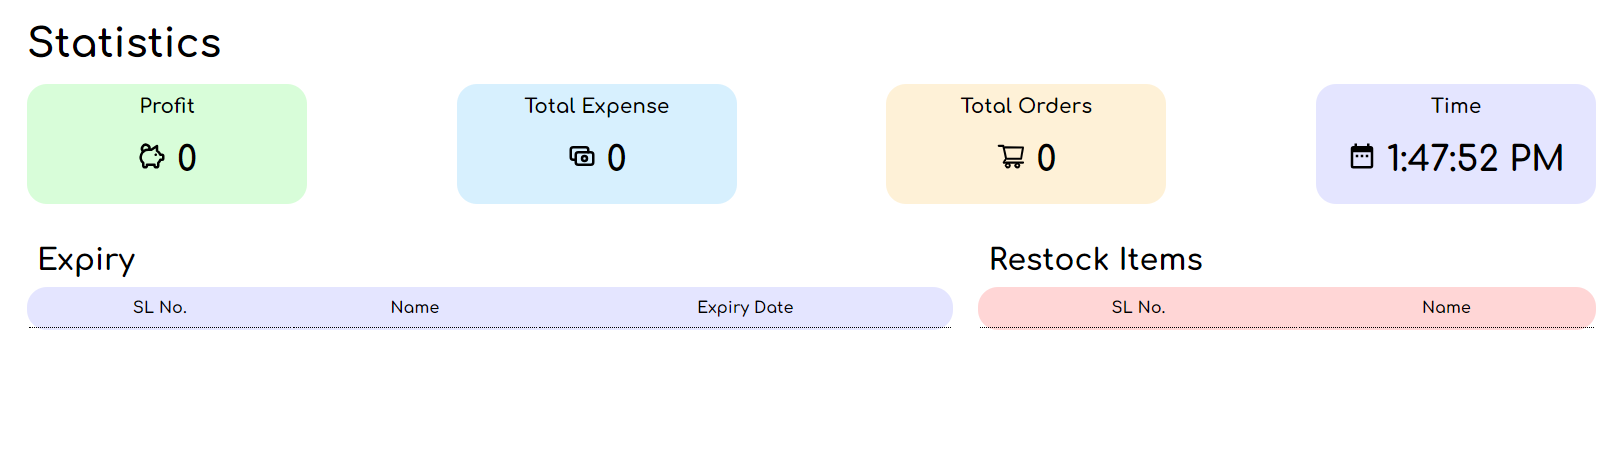 Statistics
Profit
0
Total Expense
0
Total Orders
0
Time
1:47:52 PM
Expiry
SL No. Name Expiry Date
Restock Items
SL No. Name